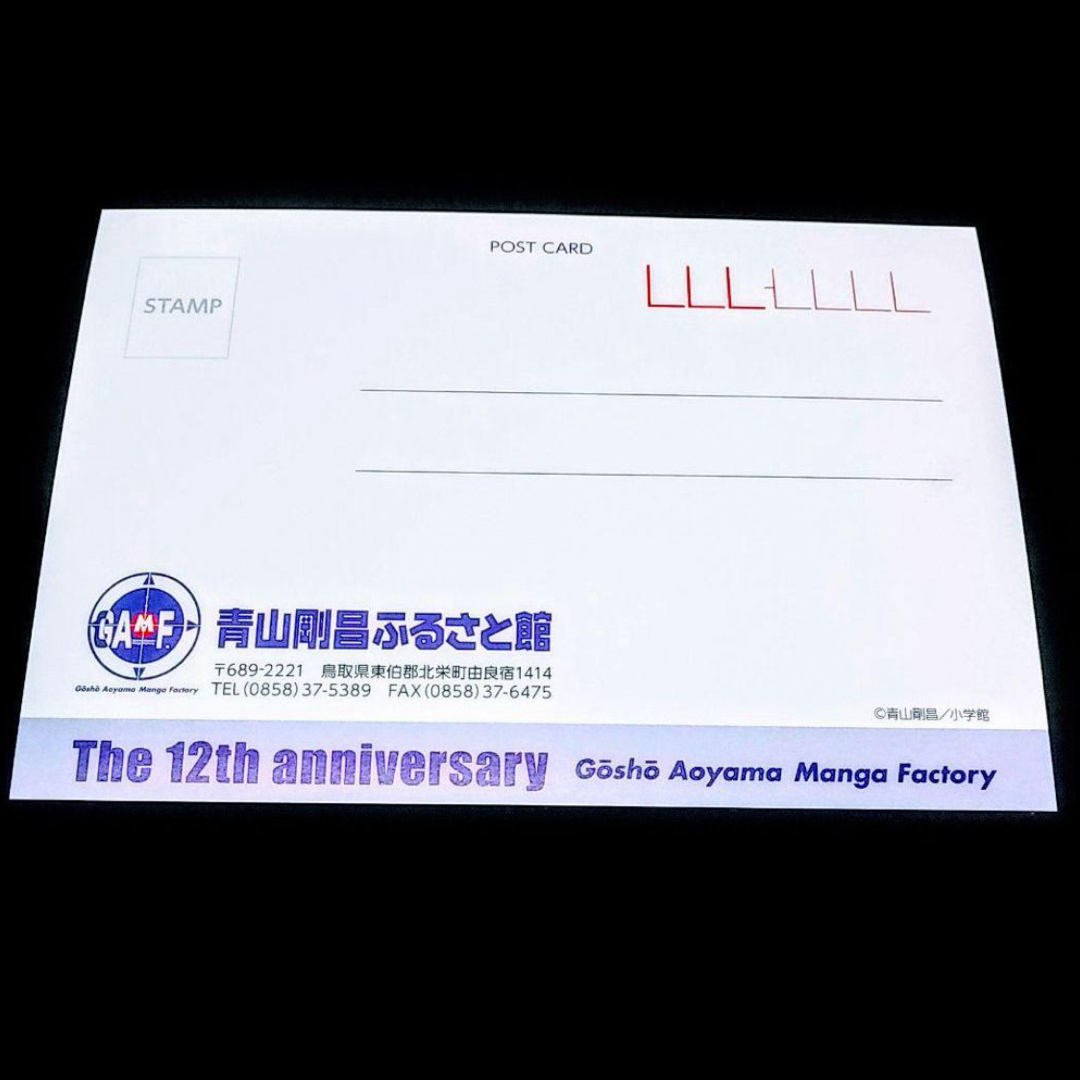 POST CARD
STAMP
GAMF.
Gōshō Aoyama Manga Factory
青山剛昌ふるさと館
〒689-2221 鳥取県東伯郡北栄町由良宿1414
TEL(0858)37-5389 FAX(0858)37-6475
©青山剛昌／小学館
The 12th anniversary Gōshō Aoyama Manga Factory